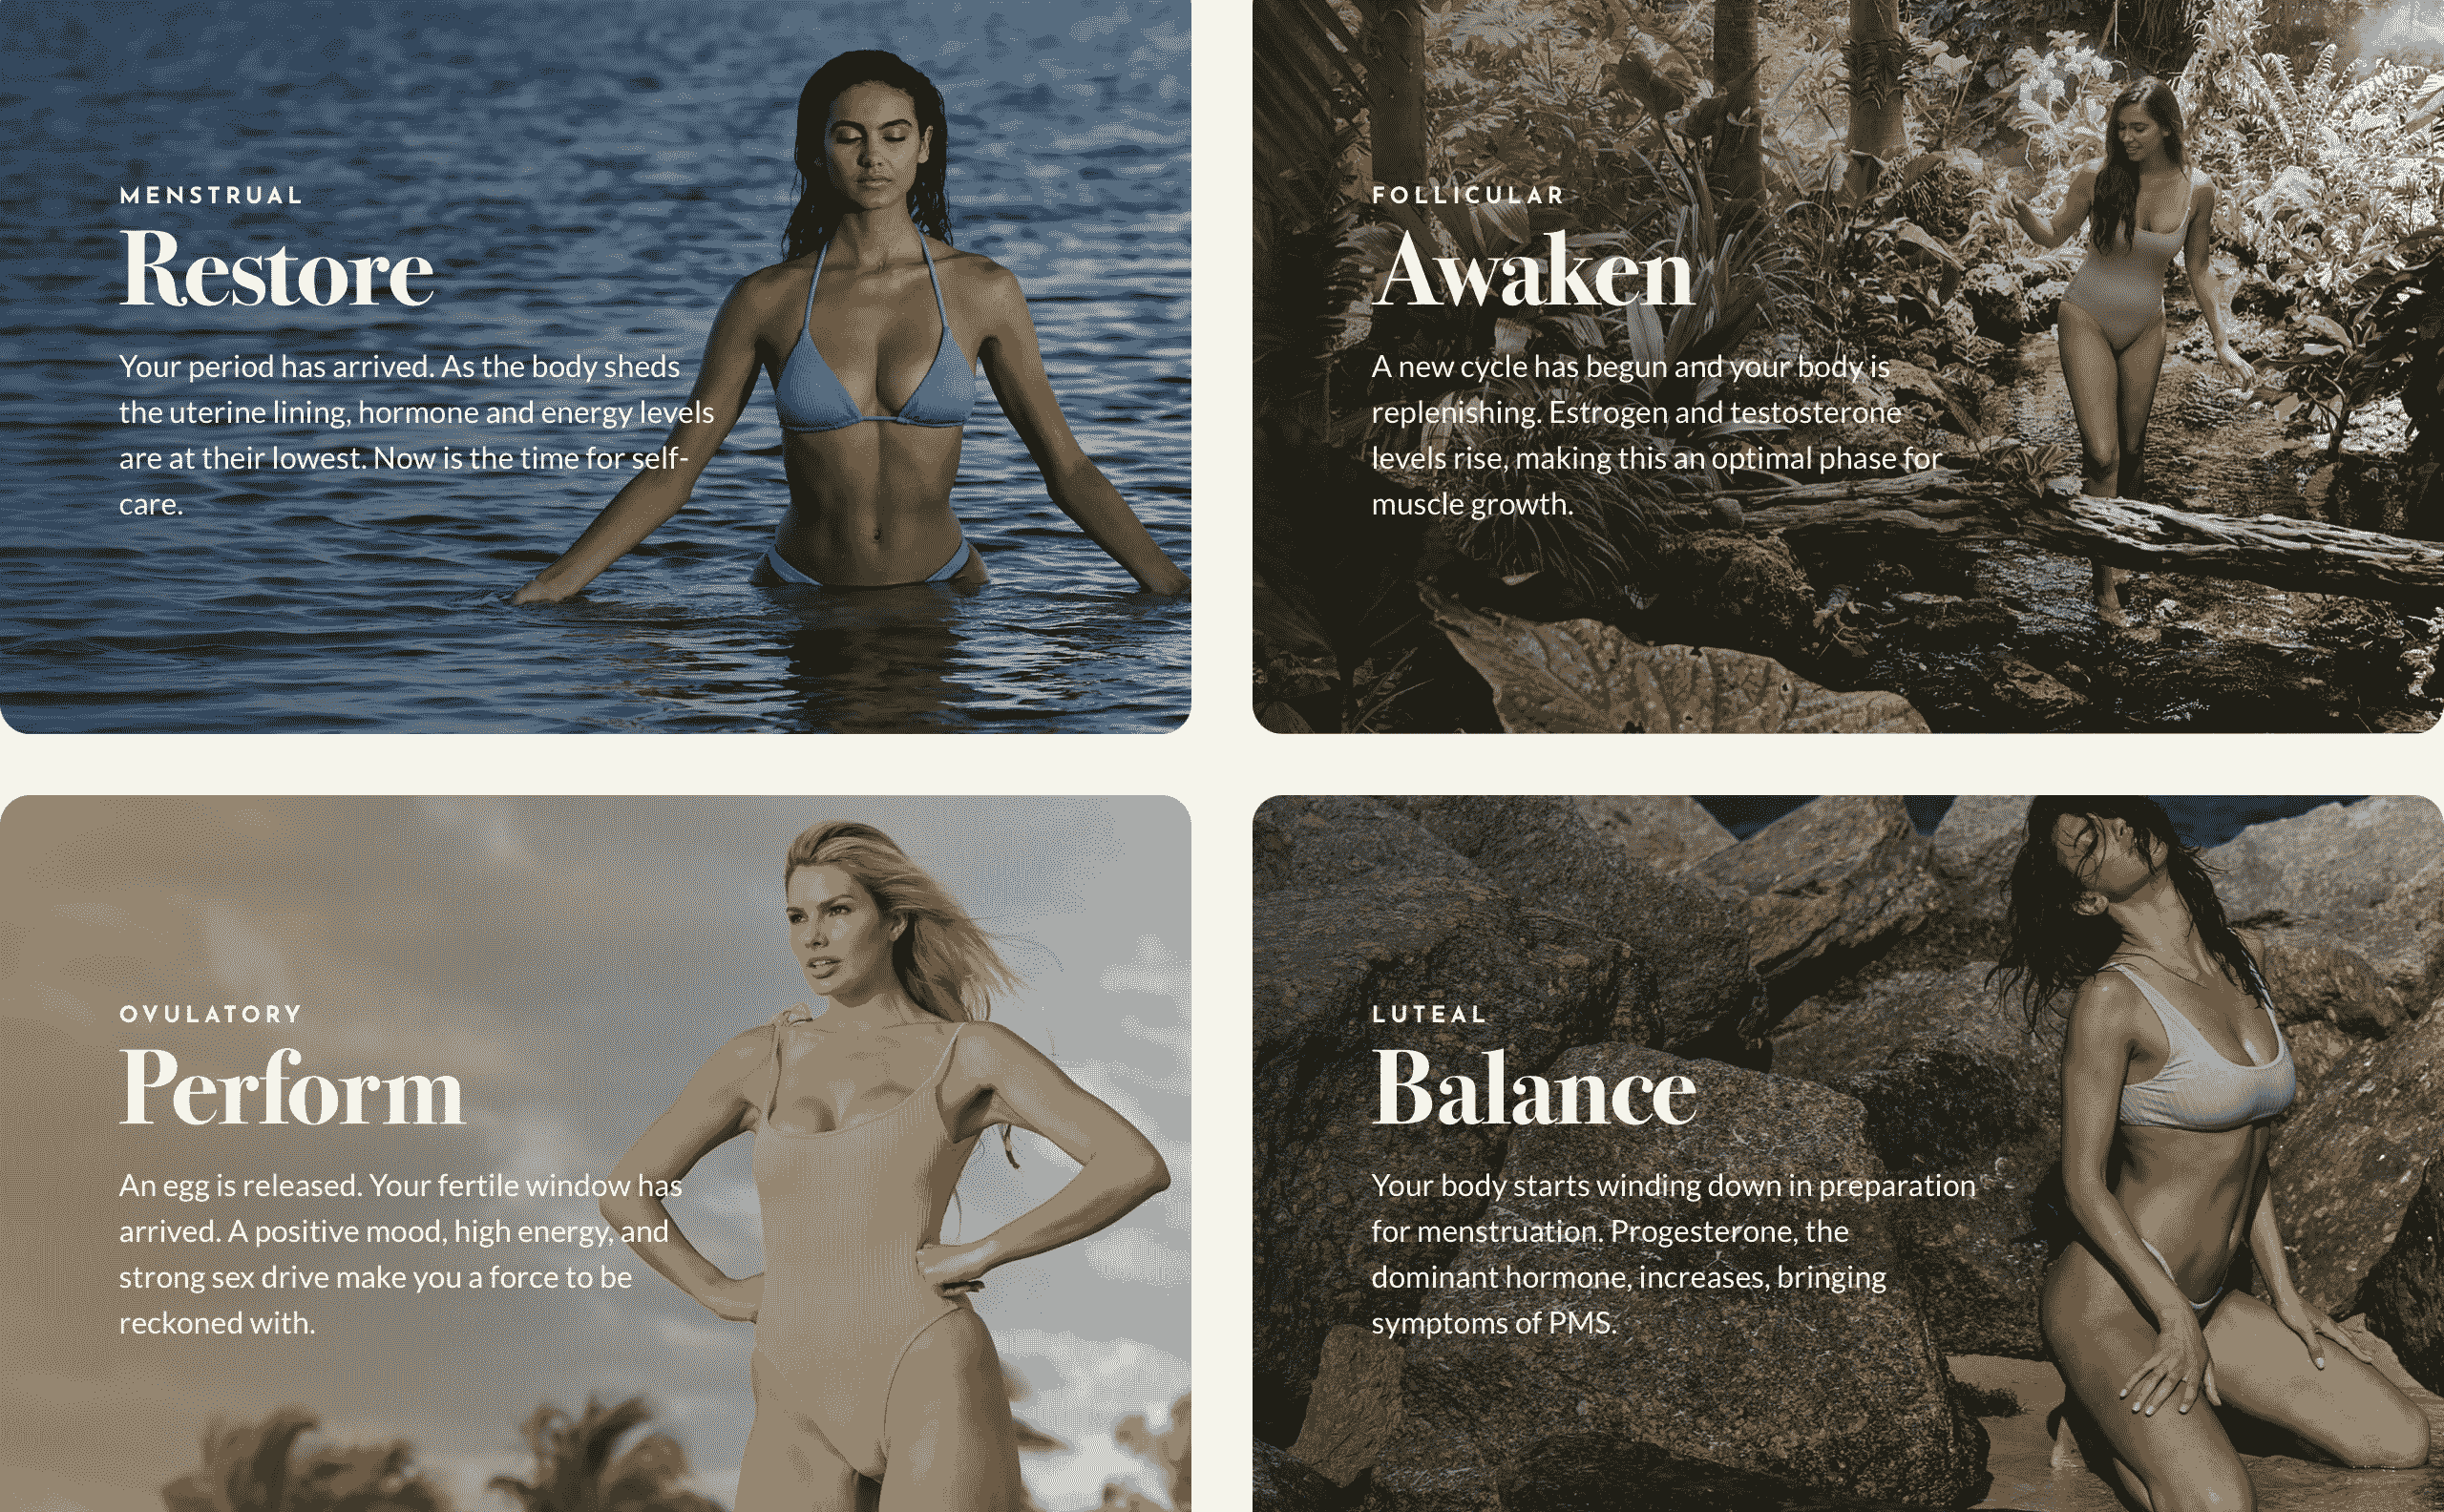 MENSTRUAL
Restore
Your period has arrived. As the body sheds
the uterine lining, hormone and energy levels
are at their lowest. Now is the time for self-
care.
FOLLICULAR
Awaken
A new cycle has begun and your body is
replenishing. Estrogen and testosterone
levels rise, making this an optimal phase for
muscle growth.
OVULATORY
Perform
An egg is released. Your fertile window has
arrived. A positive mood, high energy, and
strong sex drive make you a force to be
reckoned with.
LUTEAL
Balance
Your body starts winding down in preparation
for menstruation. Progesterone, the
dominant hormone, increases, bringing
symptoms of PMS.